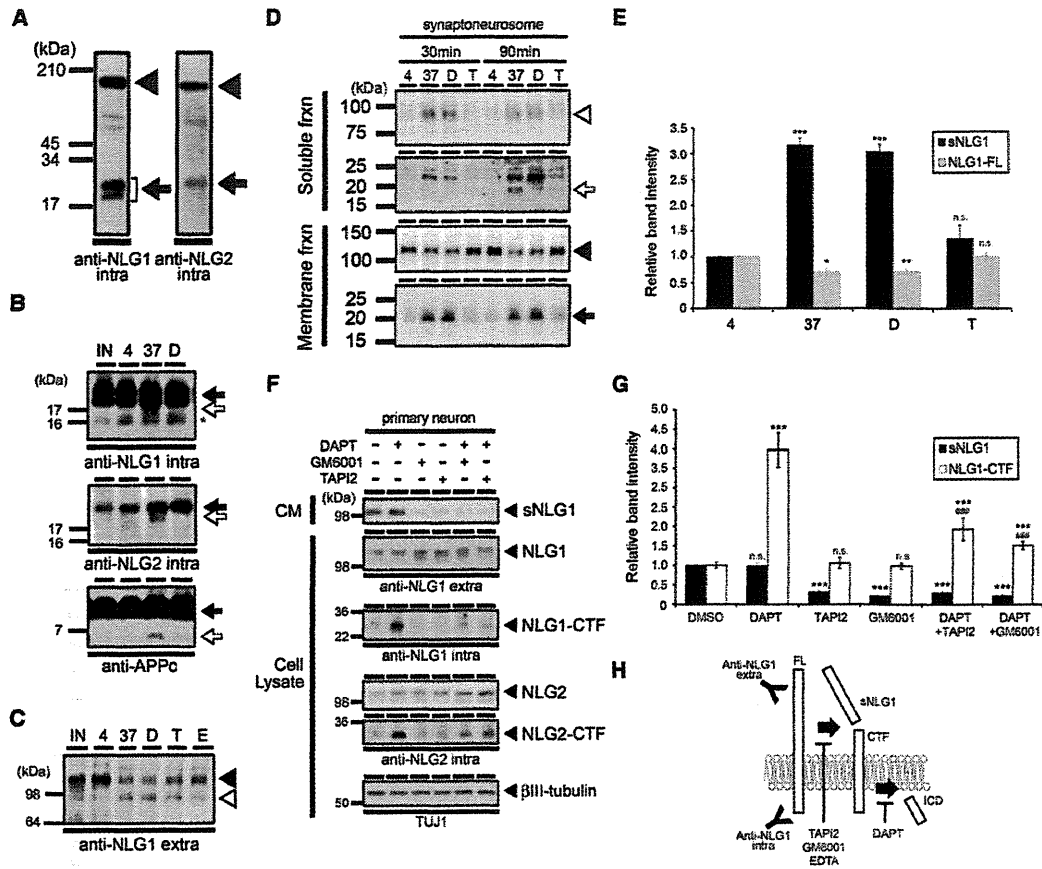 A
(kDa)
210
45
34
17
anti-NLG1
intra
anti-NLG2
intra
B
IN 4 37 D
(kDa)
17
16
*
anti-NLG1 intra
17
16
anti-NLG2 intra
7
anti-APPc
C
IN 4 37 D T E
(kDa)
98
64
anti-NLG1 extra
D
synaptoneurosome
30min 90min
4 37 D T 4 37 D T
(kDa)
Soluble frxn
100
75
25
20
15
Membrane frxn
150
100
25
20
15
E
Relative band intensity
3.5
3.0
2.5
2.0
1.5
1.0
0.5
0
*** *** n.s.
* ** n.s
sNLG1
NLG1-FL
4 37 D T
F
primary neuron
DAPT - + - - + +
GM6001 - - + - + -
TAPI2 - - - + - +
(kDa)
CM
98
sNLG1
Cell
Lysate
98
NLG1
anti-NLG1 extra
36
22
NLG1-CTF
anti-NLG1 intra
98
NLG2
36
NLG2-CTF
anti-NLG2 intra
50
βIII-tubulin
TUJ1
G
Relative band intensity
5.0
4.5
4.0
3.5
3.0
2.5
2.0
1.5
1.0
0.5
0
n.s. *** *** n.s. *** n.s *** *** ### *** *** ###
sNLG1
NLG1-CTF
DMSO DAPT TAPI2 GM6001 DAPT
+TAPI2 DAPT
+GM6001
H
Anti-NLG1
extra
FL
sNLG1
CTF
ICD
Anti-NLG1
intra
TAPI2
GM6001
EDTA
DAPT